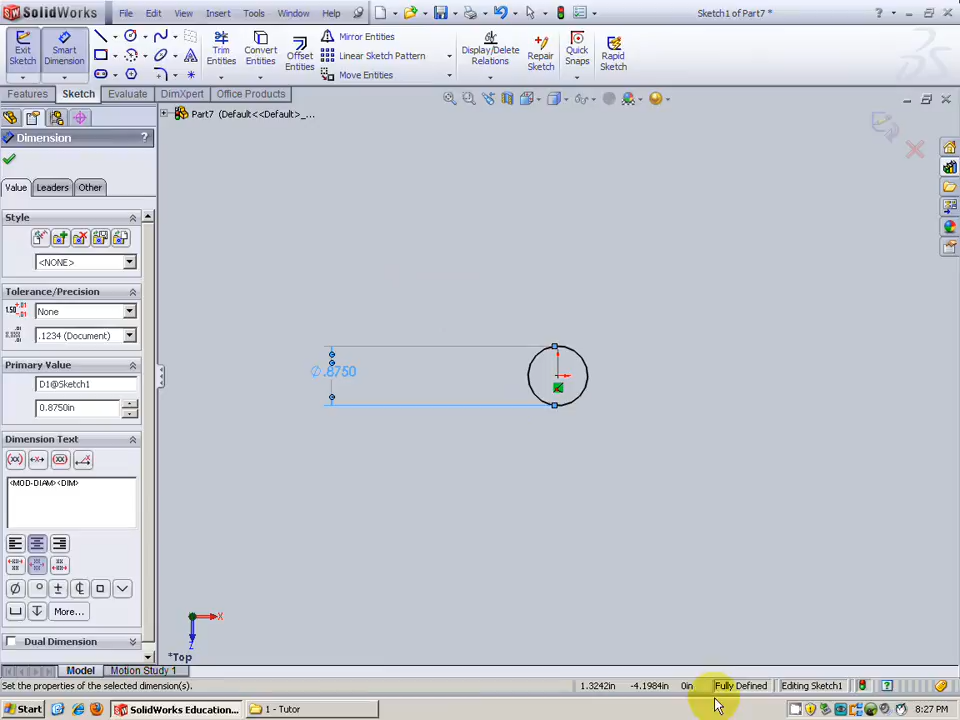 SolidWorks File Edit View Insert Tools Window Help Sketch1 of Part7 *
Exit Sketch
Smart Dimension
Trim Entities
Convert Entities
Offset Entities
Mirror Entities
Linear Sketch Pattern
Move Entities
Display/Delete Relations
Repair Sketch
Quick Snaps
Rapid Sketch
Features Sketch Evaluate DimXpert Office Products
Part7 (Default<<Default>_...
Dimension ?
Value Leaders Other
Style
<NONE>
Tolerance/Precision
1.50 +.01 -.01 None
.1234 (Document)
Primary Value
D1@Sketch1
0.8750in
Dimension Text
<MOD-DIAM><DIM>
More...
Dual Dimension
∅.8750
X
Z
*Top
Model Motion Study 1
Set the properties of the selected dimension(s). 1.3242in -4.1984in 0in Fully Defined Editing Sketch1
Start SolidWorks Education... 1 - Tutor 8:27 PM